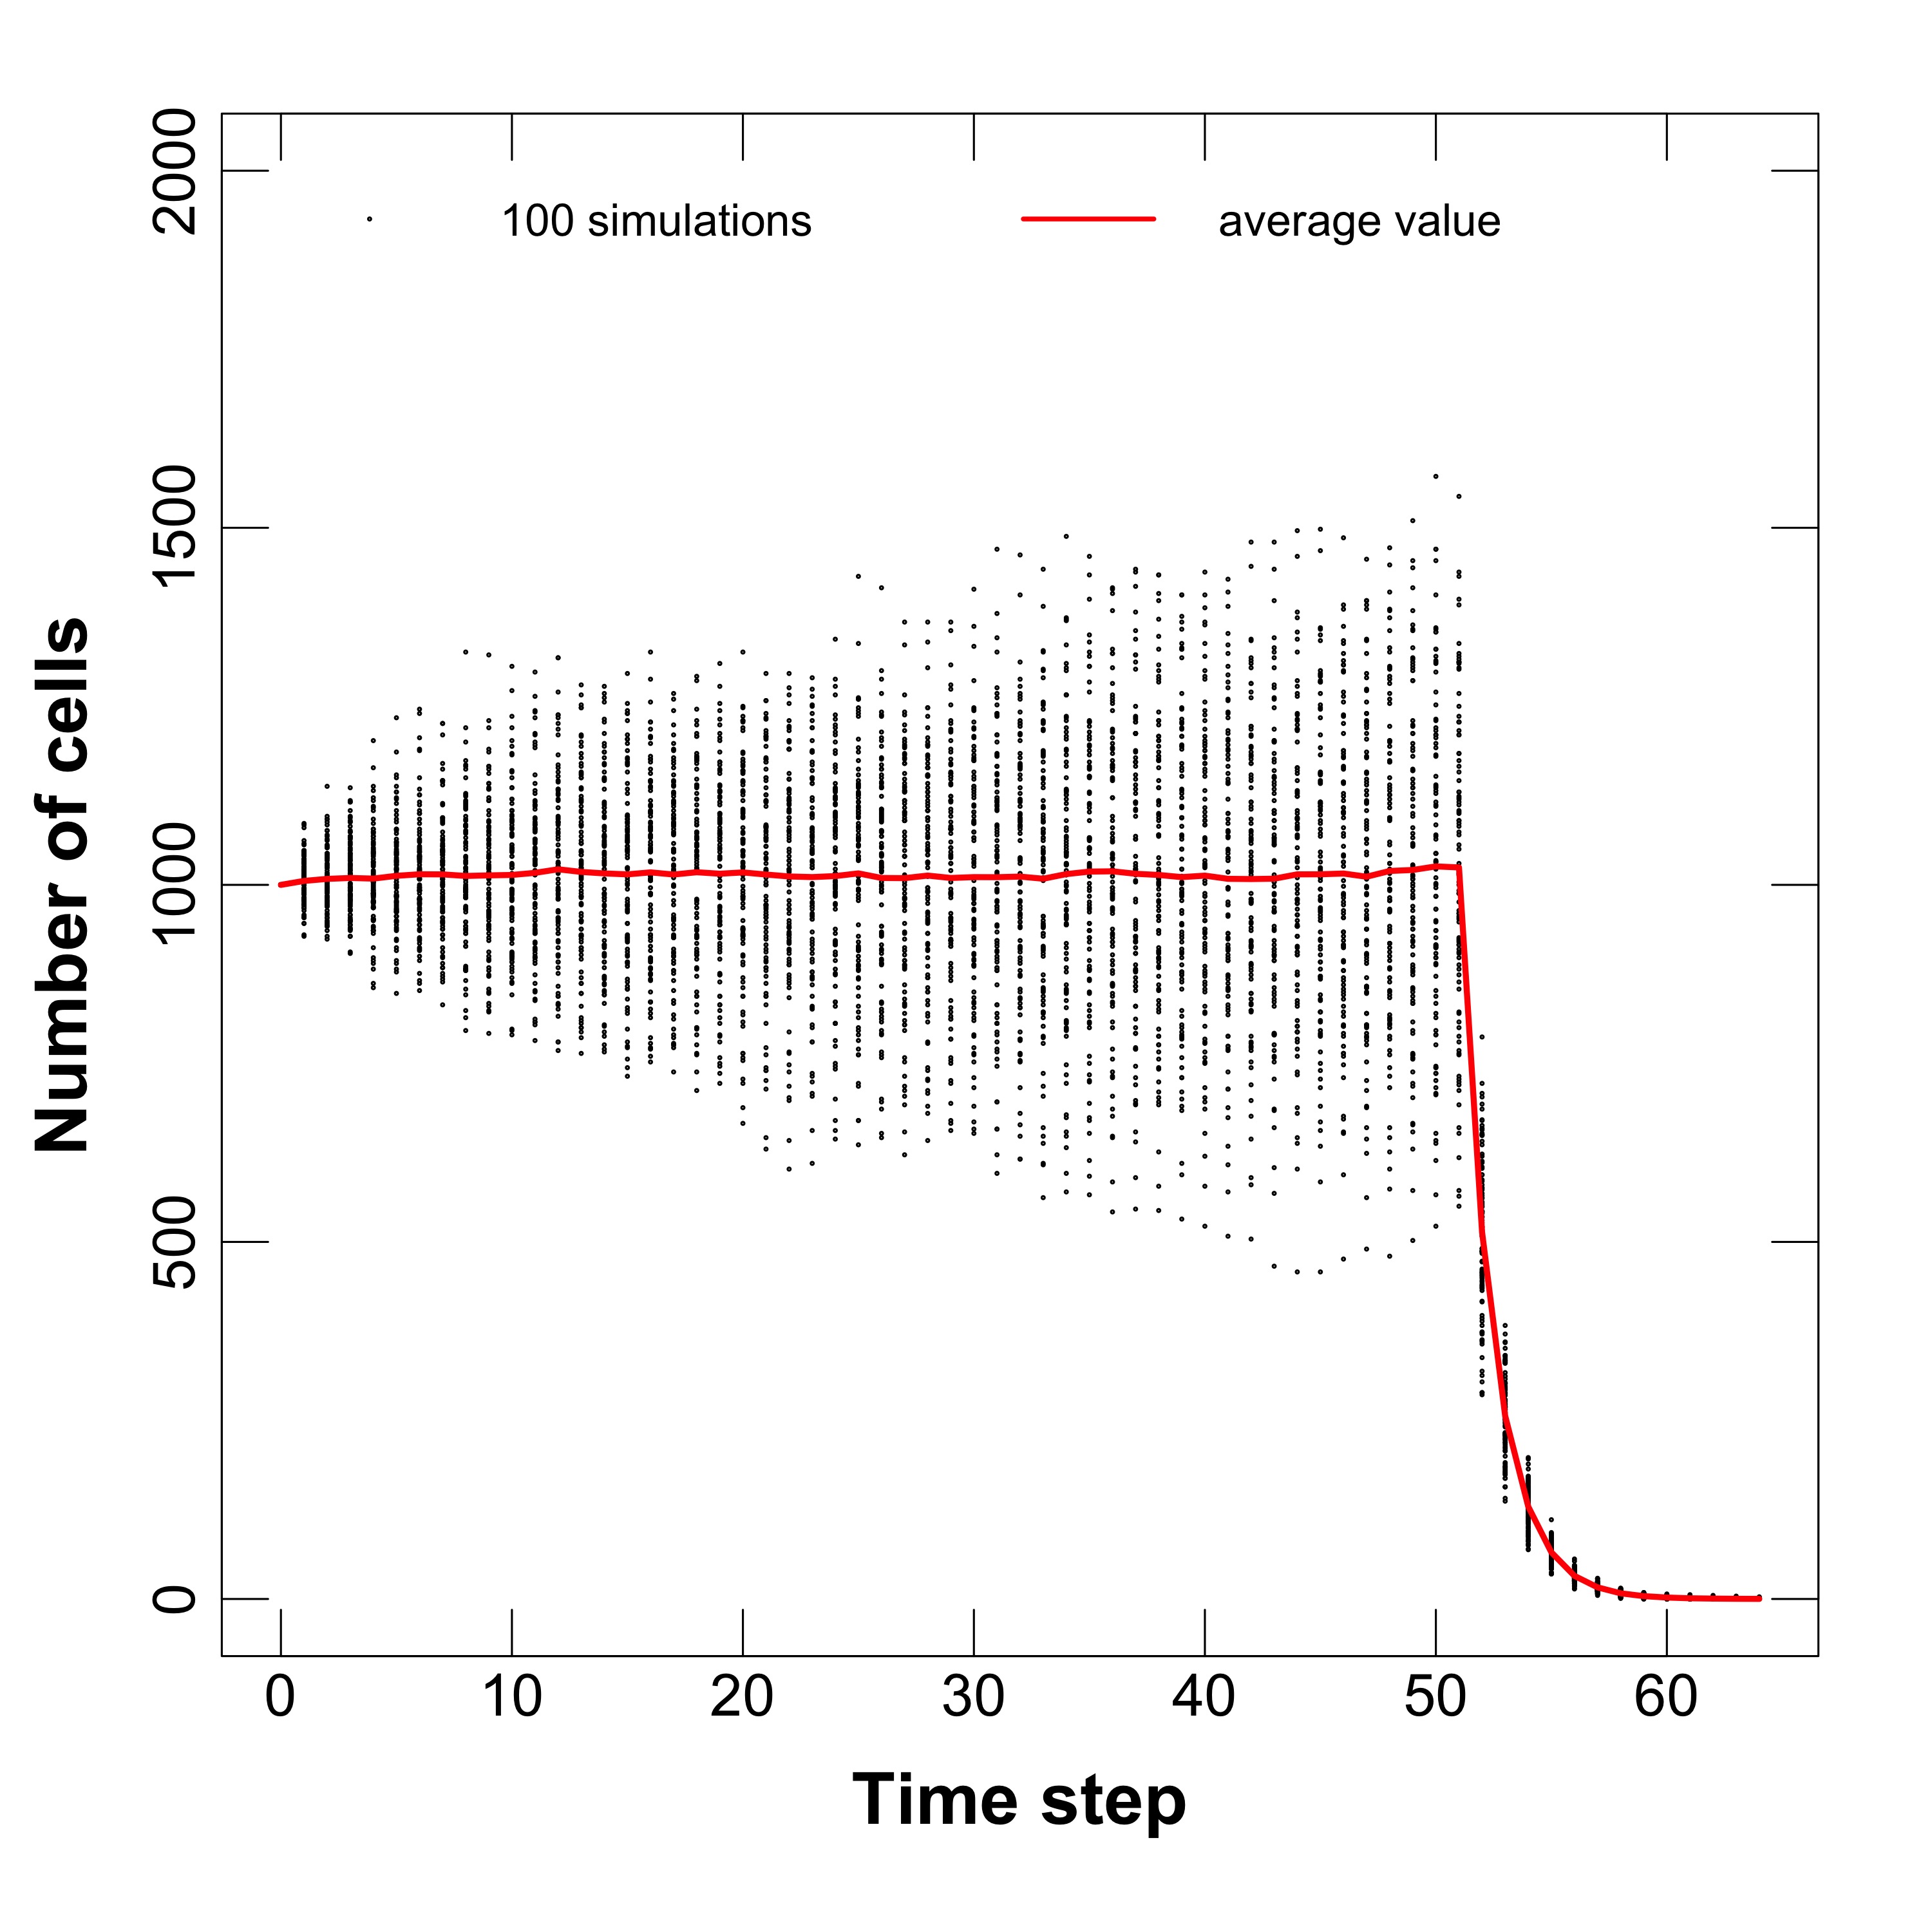 100 simulations
average value
Number of cells
2000
1500
1000
500
0
0 10 20 30 40 50 60
Time step